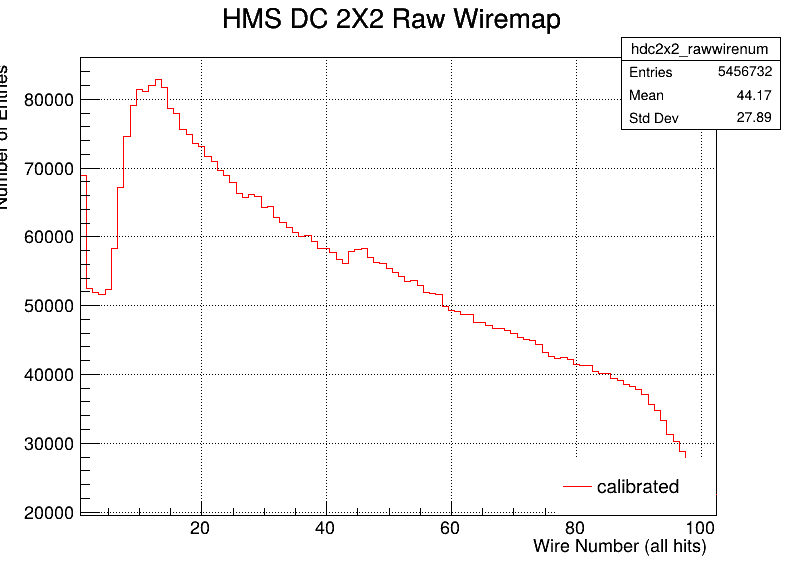 HMS DC 2X2 Raw Wiremap
hdc2x2_rawwirenum
Entries 5456732
Mean 44.17
Std Dev 27.89
Number of Entries
80000
70000
60000
50000
40000
30000
20000
calibrated
20 40 60 80 100
Wire Number (all hits)